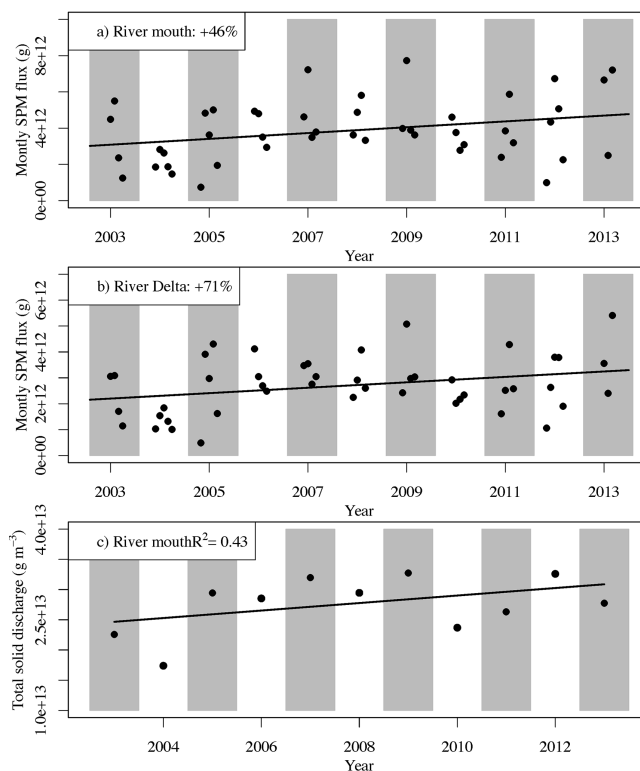 a) River mouth: +46%
Montly SPM flux (g)
8e+12
4e+12
0e+00
2003 2005 2007 2009 2011 2013
Year
b) River Delta: +71%
Montly SPM flux (g)
6e+12
4e+12
2e+12
0e+00
2003 2005 2007 2009 2011 2013
Year
c) River mouthR²= 0.43
Total solid discharge (g m⁻³)
4.0e+13
2.5e+13
1.0e+13
2004 2006 2008 2010 2012
Year